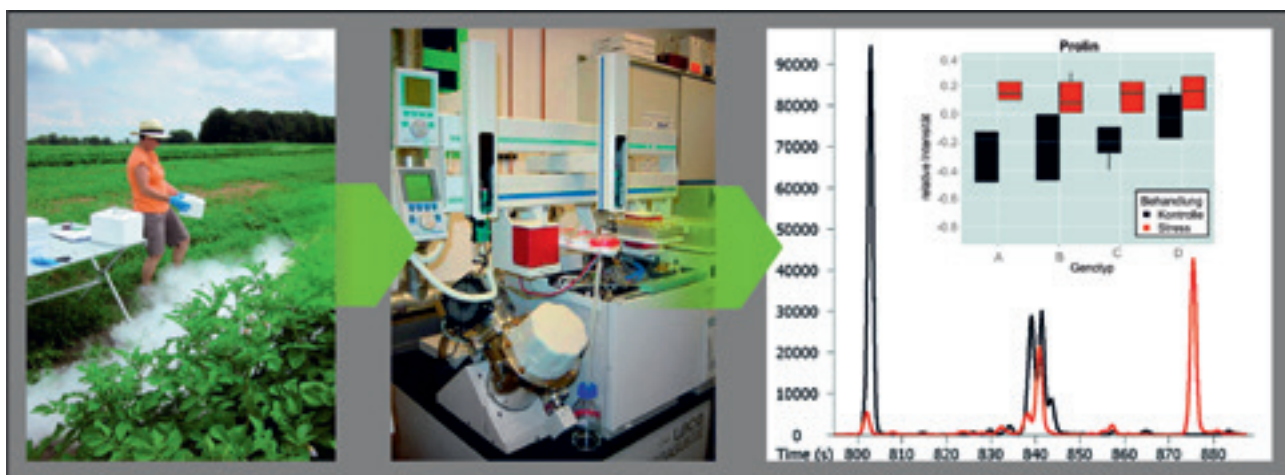 90000
80000
70000
60000
50000
40000
30000
20000
10000
0
Time (s) 800 810 820 830 840 850 860 870 880
Prolin
0.4
0.2
-0.0
-0.2
-0.4
-0.6
-0.8
relative Intensität
A B C D
Genotyp
Behandlung
Kontrolle
Stress